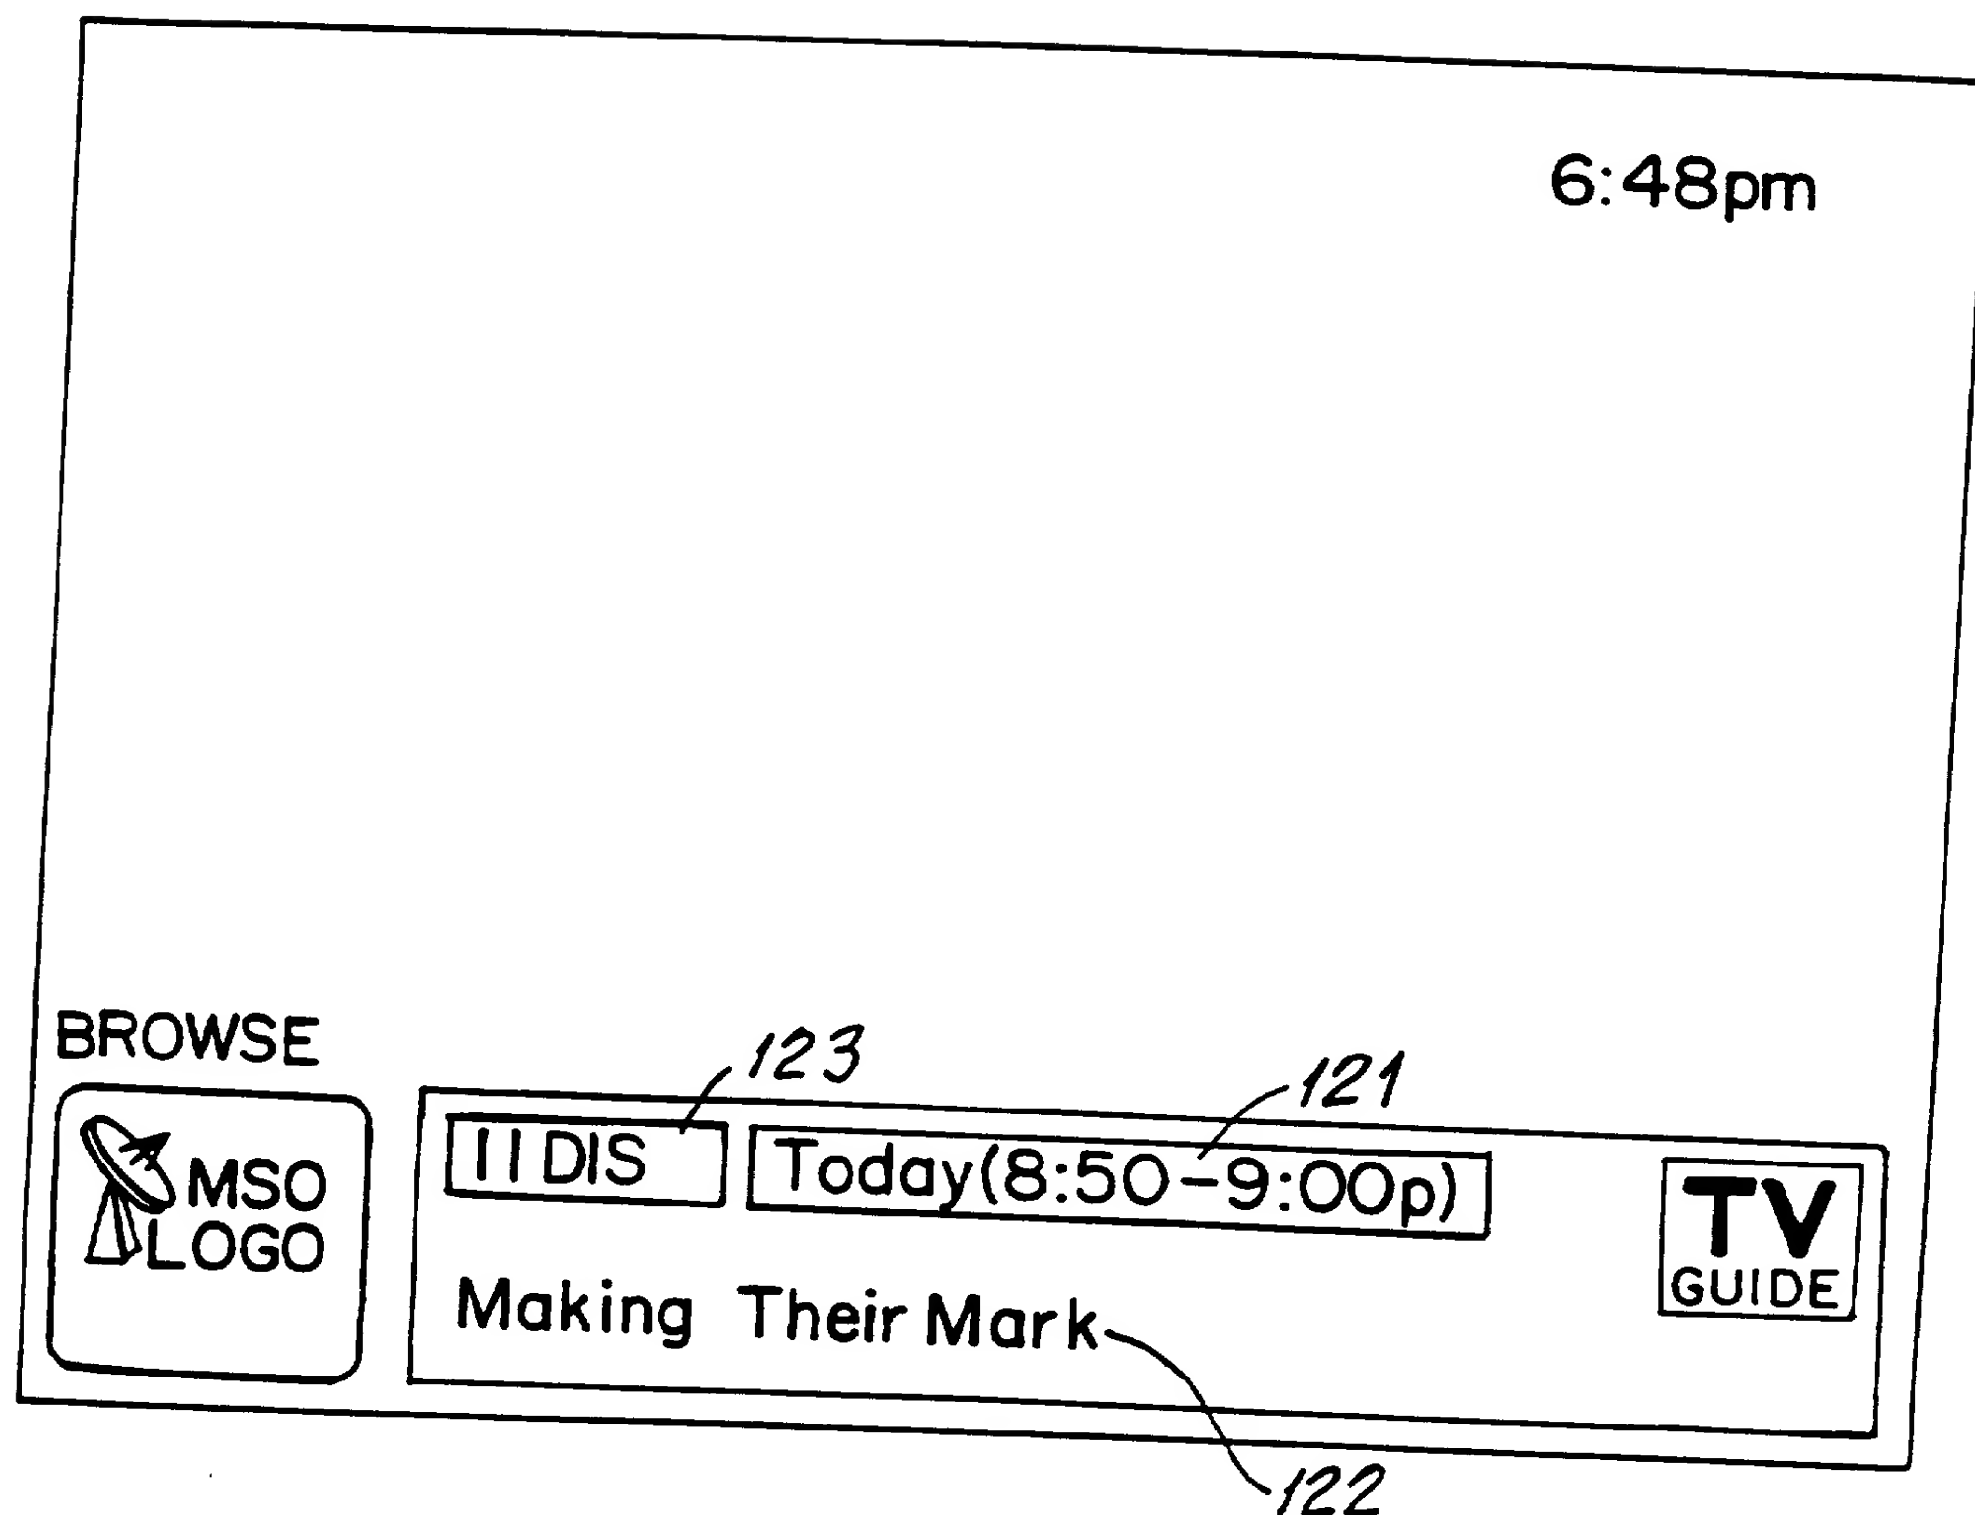 6:48pm
BROWSE
123
121
11 DIS
Today(8:50-9:00p)
MSO
LOGO
TV
GUIDE
Making Their Mark
122